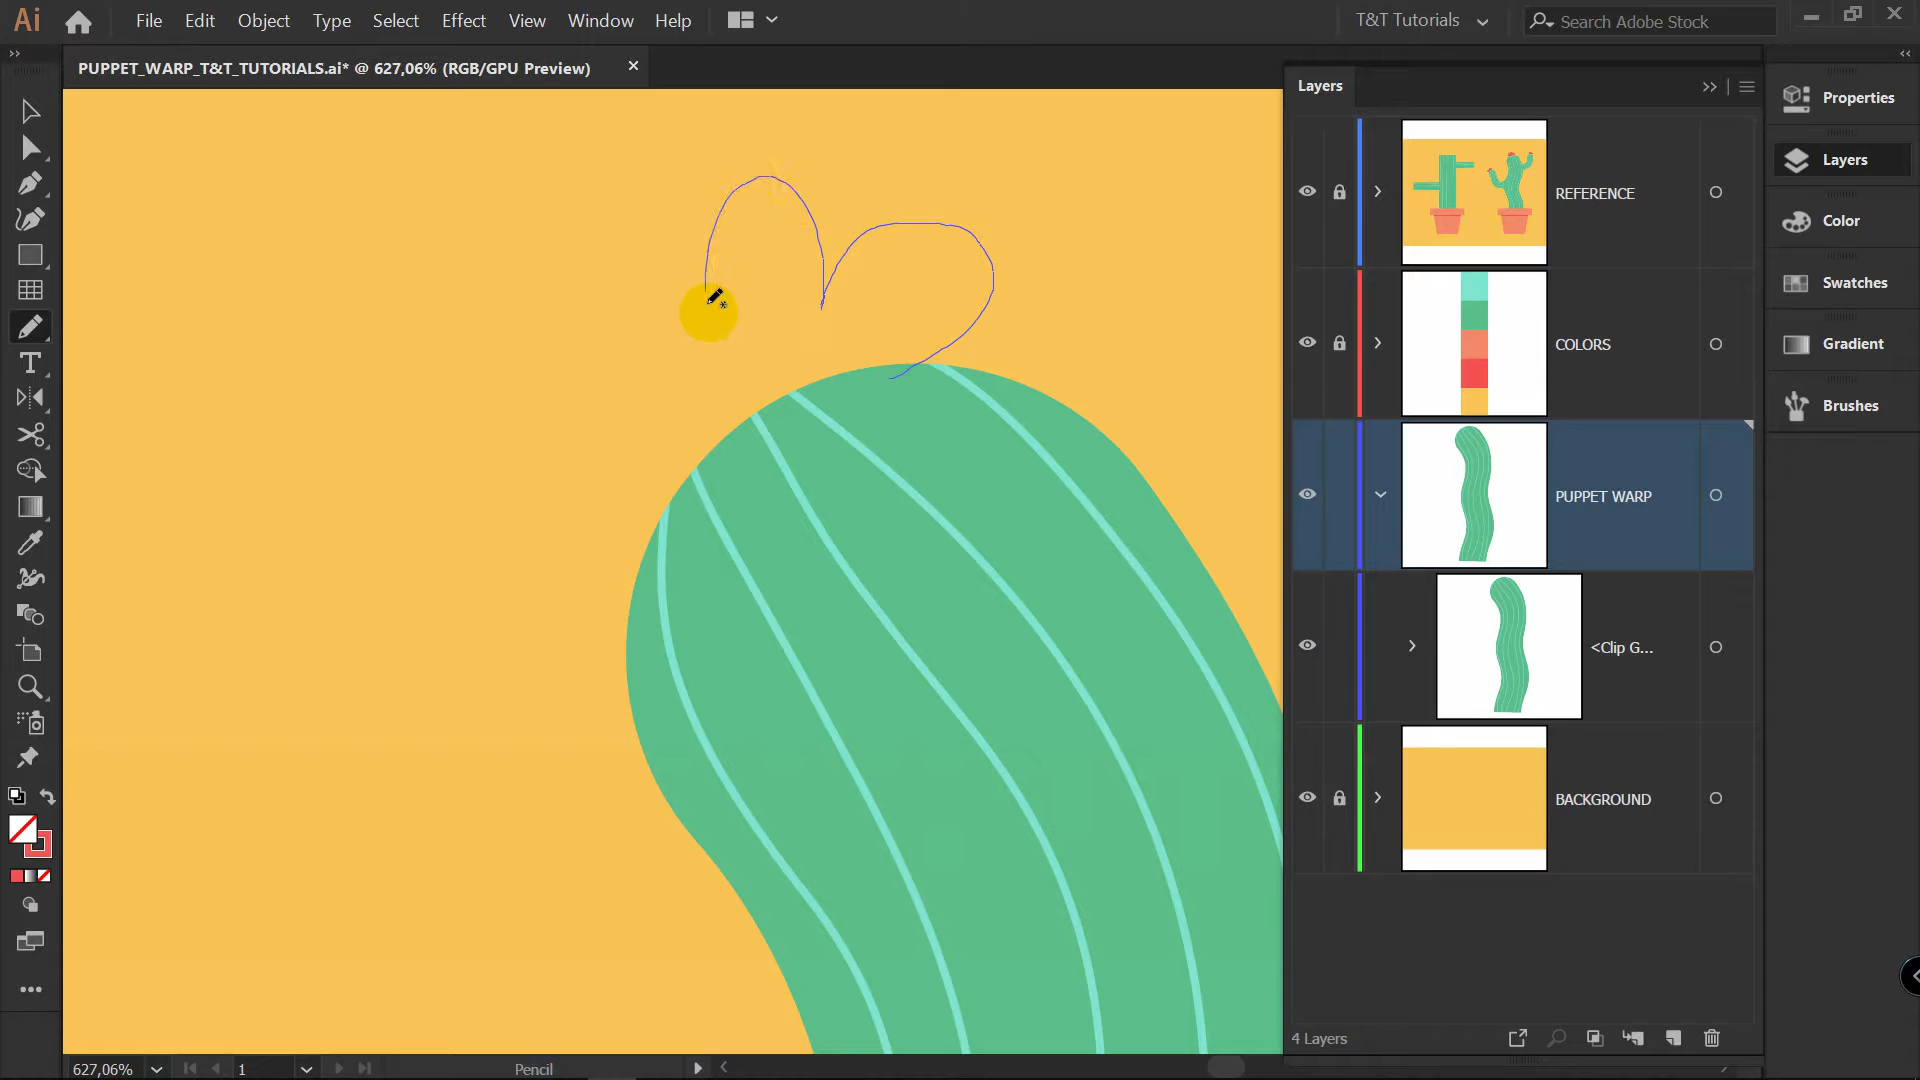 Ai File Edit Object Type Select Effect View Window Help T&T Tutorials Search Adobe Stock
PUPPET_WARP_T&T_TUTORIALS.ai* @ 627,06% (RGB/GPU Preview)
Layers
REFERENCE
COLORS
PUPPET WARP
<Clip G...
BACKGROUND
4 Layers
Properties
Layers
Color
Swatches
Gradient
Brushes
627,06% 1 Pencil